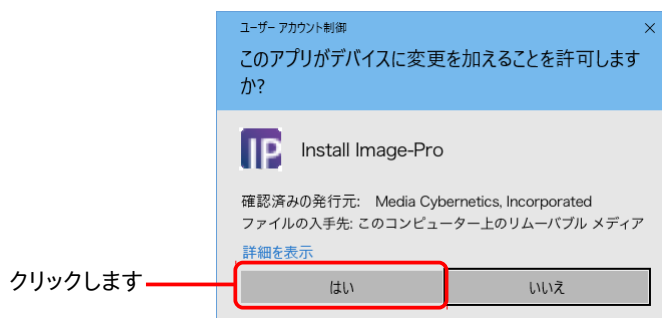 ユーザー アカウント制御
このアプリがデバイスに変更を加えることを許可します
か?
IP
Install Image-Pro
確認済みの発行元: Media Cybernetics, Incorporated
ファイルの入手先: このコンピューター上のリムーバブル メディア
詳細を表示
クリックします
はい
いいえ